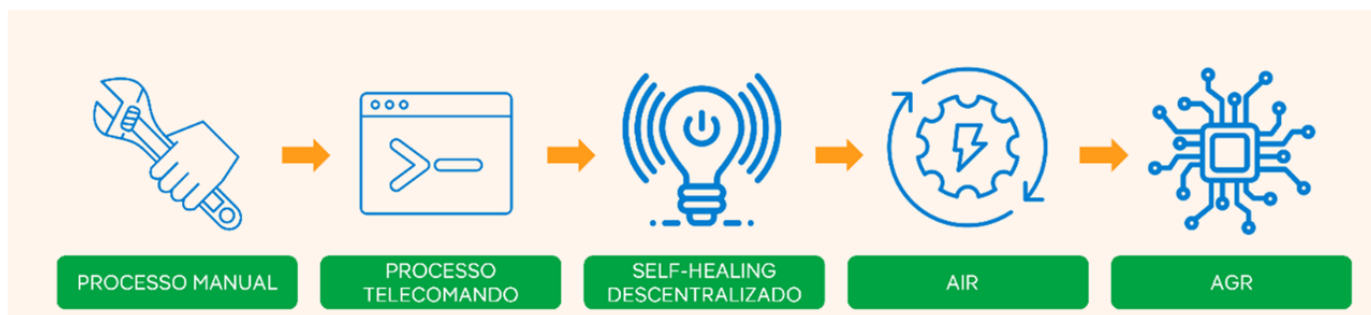 PROCESSO MANUAL
PROCESSO
TELECOMANDO
SELF-HEALING
DESCENTRALIZADO
AIR
AGR